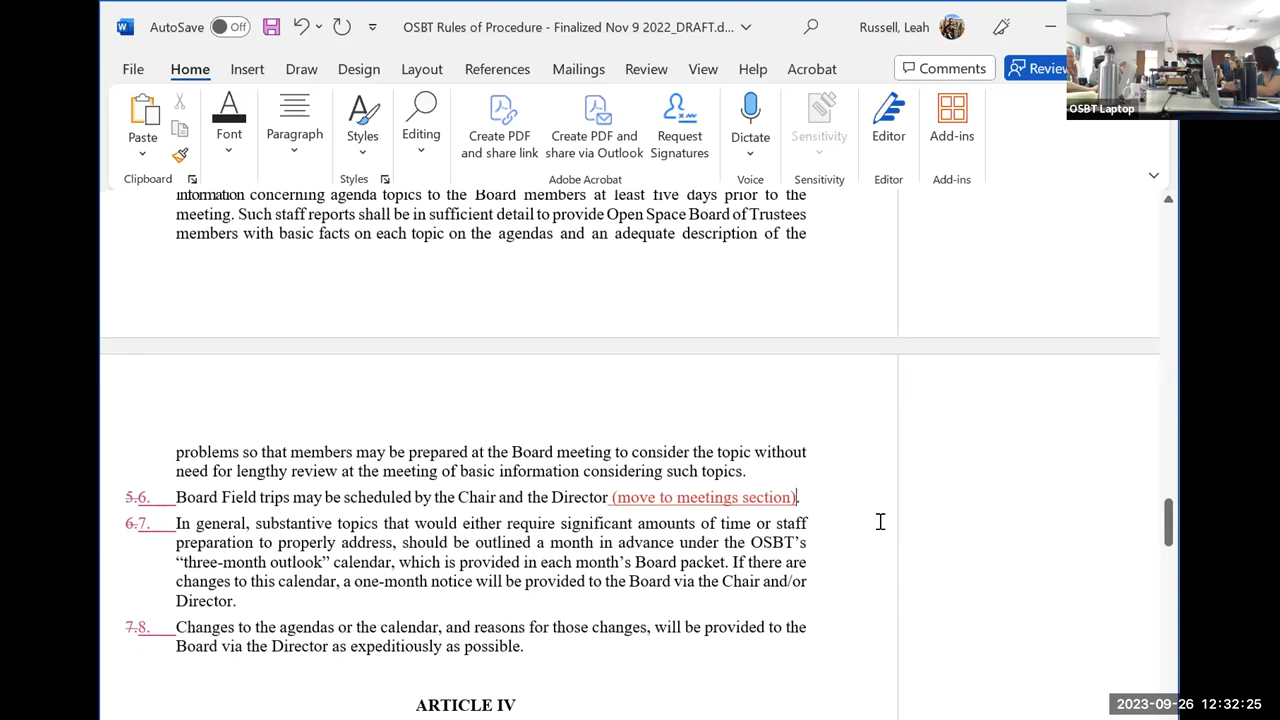 AutoSave Off OSBT Rules of Procedure - Finalized Nov 9 2022_DRAFT.d... Russell, Leah
File Home Insert Draw Design Layout References Mailings Review View Help Acrobat Comments Review
OSBT Laptop
Paste Font Paragraph Styles Editing Create PDF and share link Create PDF and share via Outlook Request Signatures Dictate Sensitivity Editor Add-ins
Clipboard Styles Adobe Acrobat Voice Sensitivity Editor Add-ins
information concerning agenda topics to the Board members at least five days prior to the
meeting. Such staff reports shall be in sufficient detail to provide Open Space Board of Trustees
members with basic facts on each topic on the agendas and an adequate description of the
problems so that members may be prepared at the Board meeting to consider the topic without
need for lengthy review at the meeting of basic information considering such topics.
5.6. Board Field trips may be scheduled by the Chair and the Director (move to meetings section).
6.7. In general, substantive topics that would either require significant amounts of time or staff
preparation to properly address, should be outlined a month in advance under the OSBT’s
“three-month outlook” calendar, which is provided in each month’s Board packet. If there are
changes to this calendar, a one-month notice will be provided to the Board via the Chair and/or
Director.
7.8. Changes to the agendas or the calendar, and reasons for those changes, will be provided to the
Board via the Director as expeditiously as possible.
ARTICLE IV
2023-09-26 12:32:25